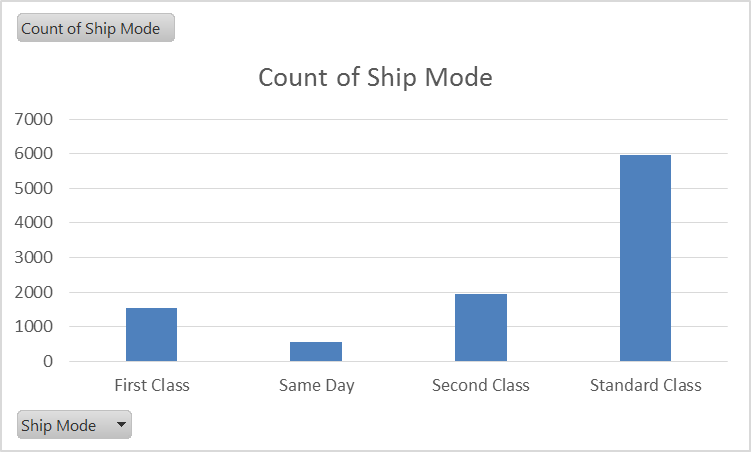 Count of Ship Mode
Count of Ship Mode
7000
6000
5000
4000
3000
2000
1000
0
First Class Same Day Second Class Standard Class
Ship Mode